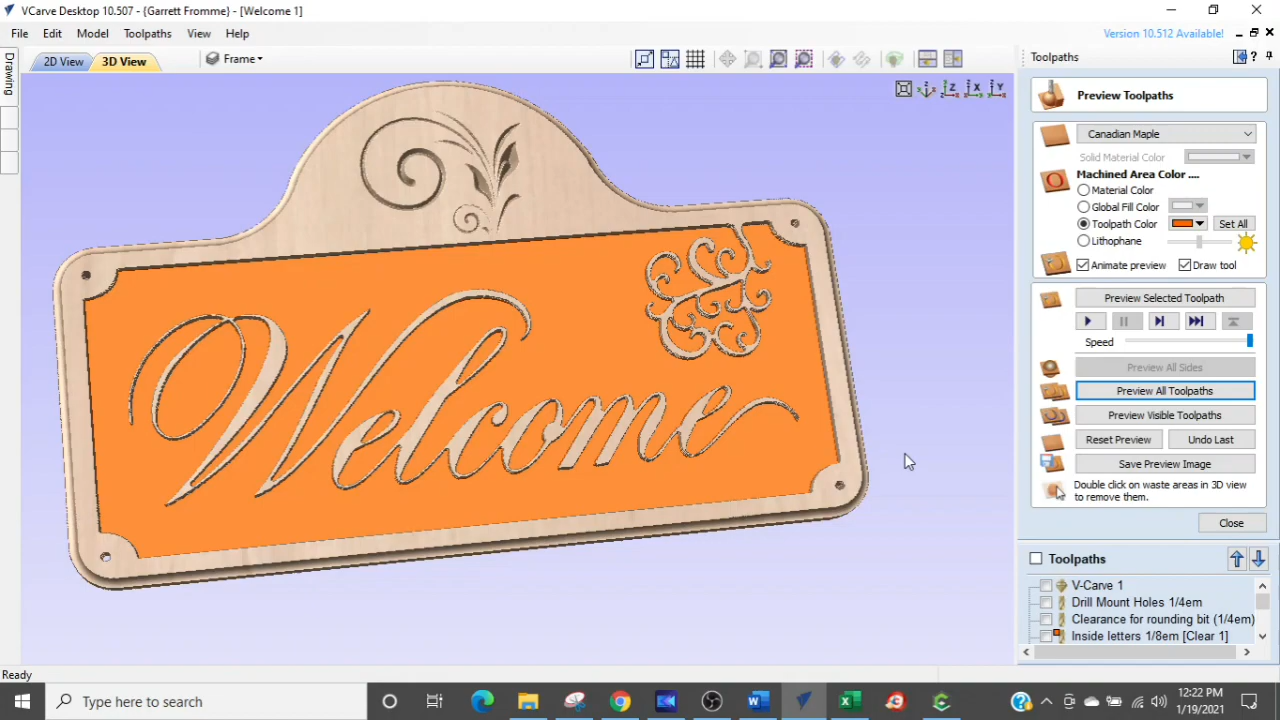 VCarve Desktop 10.507 - {Garrett Fromme} - [Welcome 1]
File Edit Model Toolpaths View Help
Version 10.512 Available!
Drawing
2D View
3D View
Frame
Z X Y
Welcome
Toolpaths
Preview Toolpaths
Canadian Maple
Solid Material Color
Machined Area Color ....
Material Color
Global Fill Color
Toolpath Color
Set All
Lithophane
Animate preview
Draw tool
Preview Selected Toolpath
Speed
Preview All Sides
Preview All Toolpaths
Preview Visible Toolpaths
Reset Preview
Undo Last
Save Preview Image
Double click on waste areas in 3D view
to remove them.
Close
Toolpaths
V-Carve 1
Drill Mount Holes 1/4em
Clearance for rounding bit (1/4em)
Inside letters 1/8em [Clear 1]
Ready
Type here to search
12:22 PM
1/19/2021